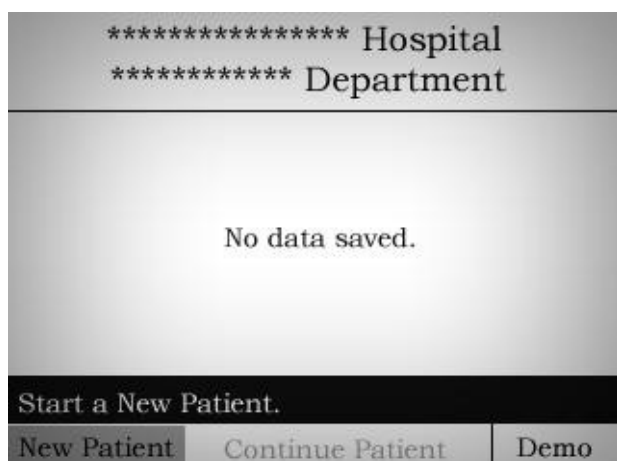 **************** Hospital
************ Department
No data saved.
Start a New Patient.
New Patient Continue Patient Demo